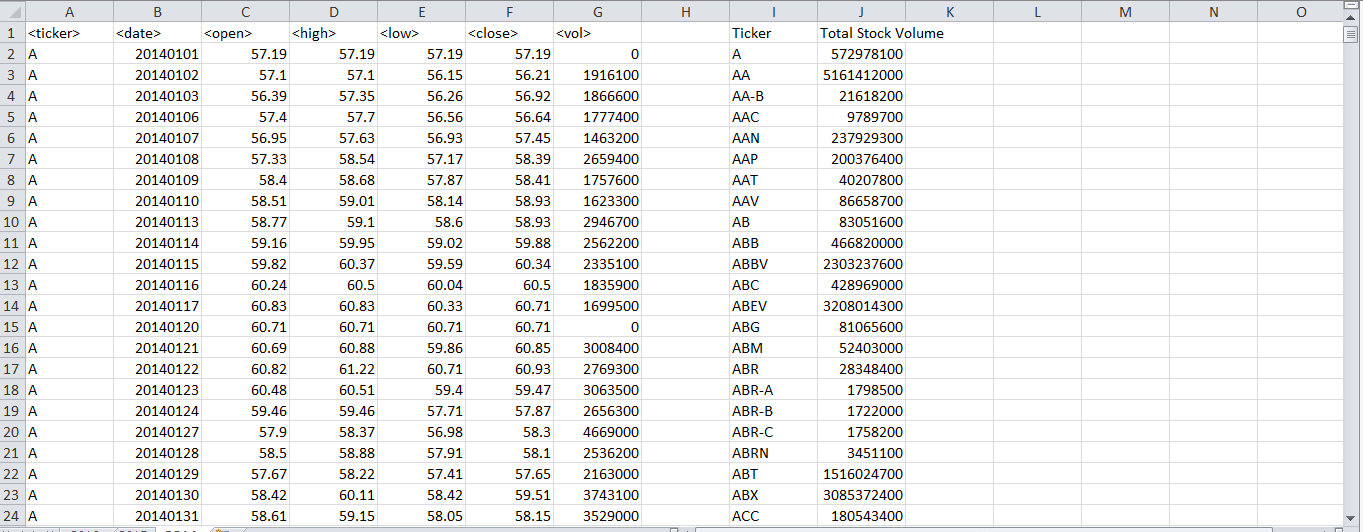 A B C D E F G H I J K L M N O
1 <ticker> <date> <open> <high> <low> <close> <vol> Ticker Total Stock Volume
2 A 20140101 57.19 57.19 57.19 57.19 0 A 572978100
3 A 20140102 57.1 57.1 56.15 56.21 1916100 AA 5161412000
4 A 20140103 56.39 57.35 56.26 56.92 1866600 AA-B 21618200
5 A 20140106 57.4 57.7 56.56 56.64 1777400 AAC 9789700
6 A 20140107 56.95 57.63 56.93 57.45 1463200 AAN 237929300
7 A 20140108 57.33 58.54 57.17 58.39 2659400 AAP 200376400
8 A 20140109 58.4 58.68 57.87 58.41 1757600 AAT 40207800
9 A 20140110 58.51 59.01 58.14 58.93 1623300 AAV 86658700
10 A 20140113 58.77 59.1 58.6 58.93 2946700 AB 83051600
11 A 20140114 59.16 59.95 59.02 59.88 2562200 ABB 466820000
12 A 20140115 59.82 60.37 59.59 60.34 2335100 ABBV 2303237600
13 A 20140116 60.24 60.5 60.04 60.5 1835900 ABC 428969000
14 A 20140117 60.83 60.83 60.33 60.71 1699500 ABEV 3208014300
15 A 20140120 60.71 60.71 60.71 60.71 0 ABG 81065600
16 A 20140121 60.69 60.88 59.86 60.85 3008400 ABM 52403000
17 A 20140122 60.82 61.22 60.71 60.93 2769300 ABR 28348400
18 A 20140123 60.48 60.51 59.4 59.47 3063500 ABR-A 1798500
19 A 20140124 59.46 59.46 57.71 57.87 2656300 ABR-B 1722000
20 A 20140127 57.9 58.37 56.98 58.3 4669000 ABR-C 1758200
21 A 20140128 58.5 58.88 57.91 58.1 2536200 ABRN 3451100
22 A 20140129 57.67 58.22 57.41 57.65 2163000 ABT 1516024700
23 A 20140130 58.42 60.11 58.42 59.51 3743100 ABX 3085372400
24 A 20140131 58.61 59.15 58.05 58.15 3529000 ACC 180543400